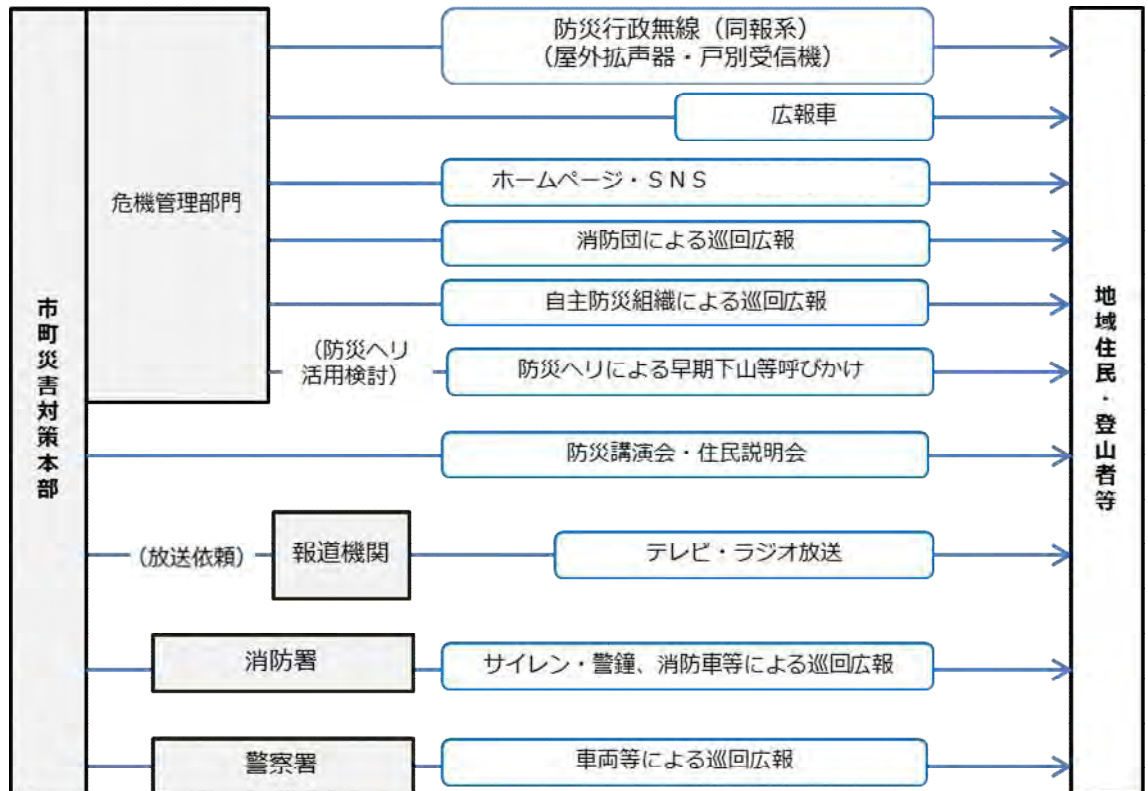 市町災害対策本部
危機管理部門
防災行政無線（同報系）
（屋外拡声器・戸別受信機）
広報車
ホームページ・ＳＮＳ
消防団による巡回広報
自主防災組織による巡回広報
（防災ヘリ
活用検討）
防災ヘリによる早期下山等呼びかけ
防災講演会・住民説明会
（放送依頼）
報道機関
テレビ・ラジオ放送
消防署
サイレン・警鐘、消防車等による巡回広報
警察署
車両等による巡回広報
地域住民・登山者等